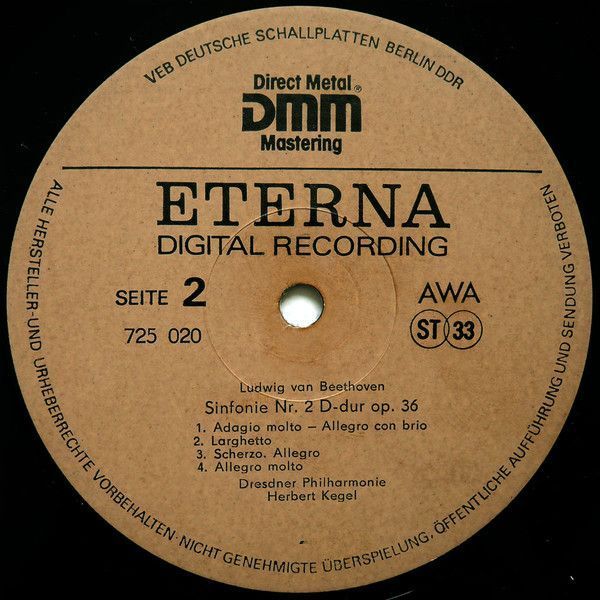 VEB DEUTSCHE SCHALLPLATTEN BERLIN DDR
Direct Metal
DMM®
Mastering
ETERNA
DIGITAL RECORDING
SEITE 2
AWA
725 020
ST 33
Ludwig van Beethoven
Sinfonie Nr. 2 D-dur op. 36
1. Adagio molto – Allegro con brio
2. Larghetto
3. Scherzo. Allegro
4. Allegro molto
Dresdner Philharmonie
Herbert Kegel
ALLE HERSTELLER-UND URHEBERRECHTE VORBEHALTEN·NICHT GENEHMIGTE ÜBERSPIELUNG, ÖFFENTLICHE AUFFÜHRUNG UND SENDUNG VERBOTEN